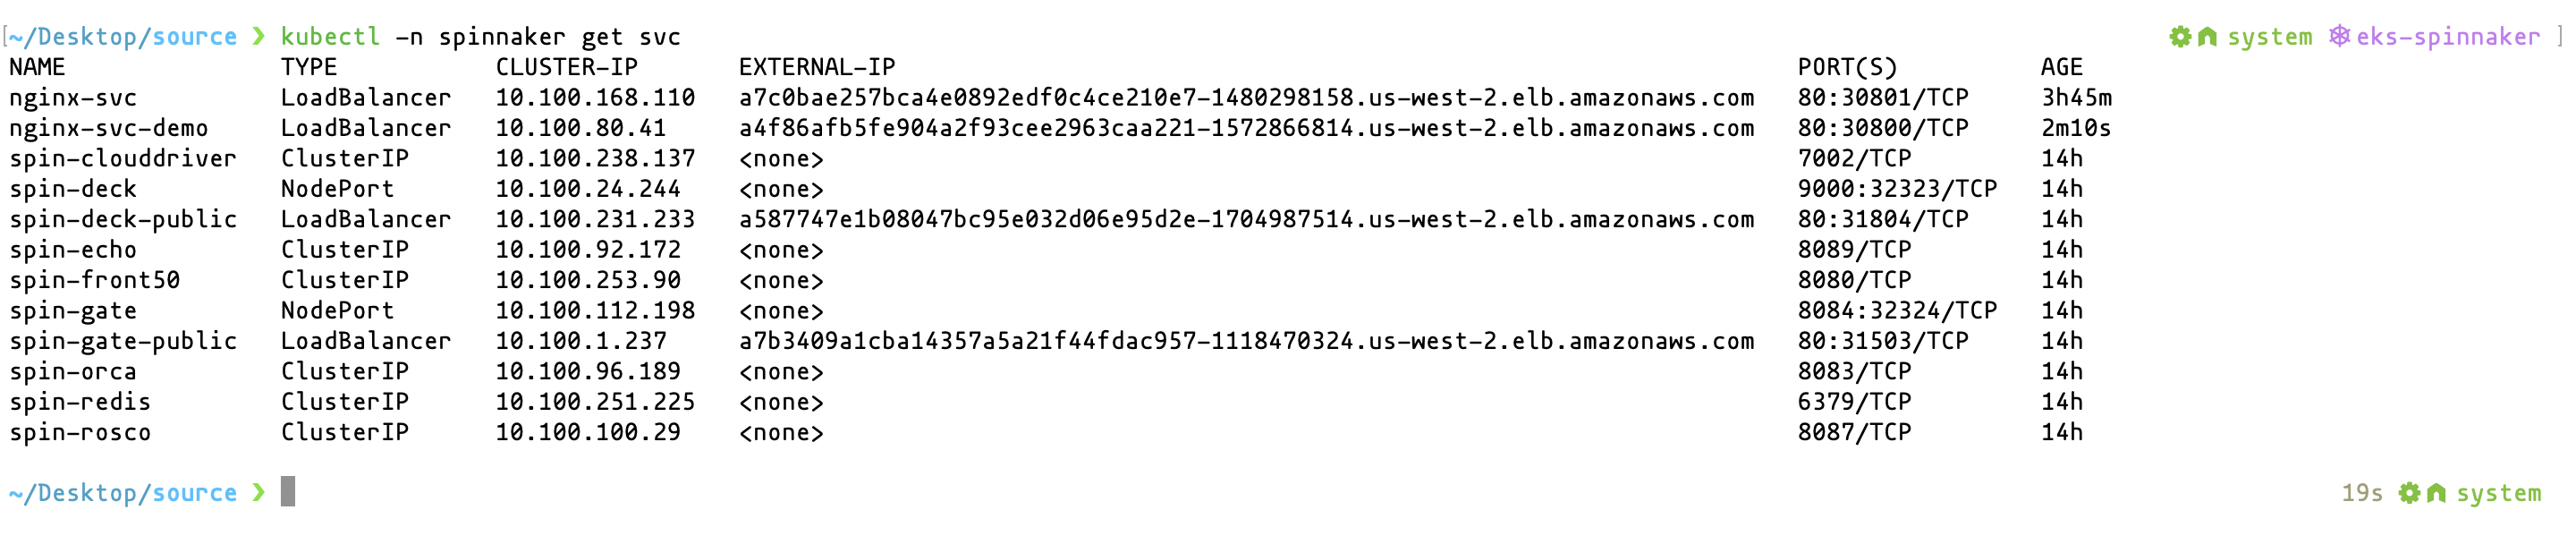 [~/Desktop/source ❯ kubectl -n spinnaker get svc system ⎈eks-spinnaker ]
NAME TYPE CLUSTER-IP EXTERNAL-IP PORT(S) AGE
nginx-svc LoadBalancer 10.100.168.110 a7c0bae257bca4e0892edf0c4ce210e7-1480298158.us-west-2.elb.amazonaws.com 80:30801/TCP 3h45m
nginx-svc-demo LoadBalancer 10.100.80.41 a4f86afb5fe904a2f93cee2963caa221-1572866814.us-west-2.elb.amazonaws.com 80:30800/TCP 2m10s
spin-clouddriver ClusterIP 10.100.238.137 <none> 7002/TCP 14h
spin-deck NodePort 10.100.24.244 <none> 9000:32323/TCP 14h
spin-deck-public LoadBalancer 10.100.231.233 a587747e1b08047bc95e032d06e95d2e-1704987514.us-west-2.elb.amazonaws.com 80:31804/TCP 14h
spin-echo ClusterIP 10.100.92.172 <none> 8089/TCP 14h
spin-front50 ClusterIP 10.100.253.90 <none> 8080/TCP 14h
spin-gate NodePort 10.100.112.198 <none> 8084:32324/TCP 14h
spin-gate-public LoadBalancer 10.100.1.237 a7b3409a1cba14357a5a21f44fdac957-1118470324.us-west-2.elb.amazonaws.com 80:31503/TCP 14h
spin-orca ClusterIP 10.100.96.189 <none> 8083/TCP 14h
spin-redis ClusterIP 10.100.251.225 <none> 6379/TCP 14h
spin-rosco ClusterIP 10.100.100.29 <none> 8087/TCP 14h
~/Desktop/source ❯ 19s system